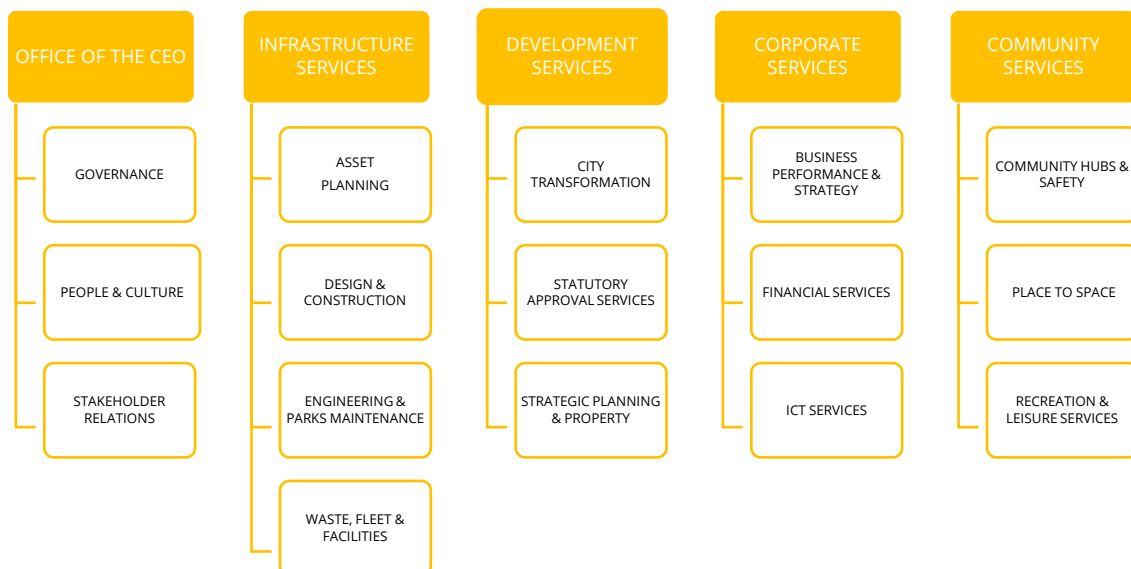 OFFICE OF THE CEO
GOVERNANCE
PEOPLE & CULTURE
STAKEHOLDER
RELATIONS
INFRASTRUCTURE
SERVICES
ASSET
PLANNING
DESIGN &
CONSTRUCTION
ENGINEERING &
PARKS MAINTENANCE
WASTE, FLEET &
FACILITIES
DEVELOPMENT
SERVICES
CITY
TRANSFORMATION
STATUTORY
APPROVAL SERVICES
STRATEGIC PLANNING
& PROPERTY
CORPORATE
SERVICES
BUSINESS
PERFORMANCE &
STRATEGY
FINANCIAL SERVICES
ICT SERVICES
COMMUNITY
SERVICES
COMMUNITY HUBS &
SAFETY
PLACE TO SPACE
RECREATION &
LEISURE SERVICES